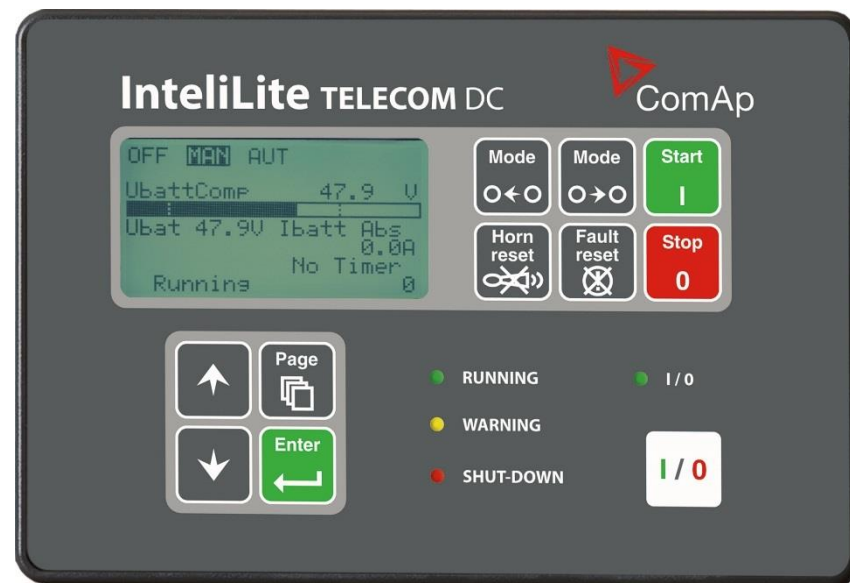 InteliLite TELECOM DC
ComAp
OFF MAN AUT
UbattComp 47.9 V
Ubat 47.9V Ibatt Abs
0.0A
No Timer
Running 0
Mode
Mode
Start
I
Horn
reset
Fault
reset
Stop
0
Page
Enter
RUNNING
I / 0
WARNING
SHUT-DOWN
I / 0